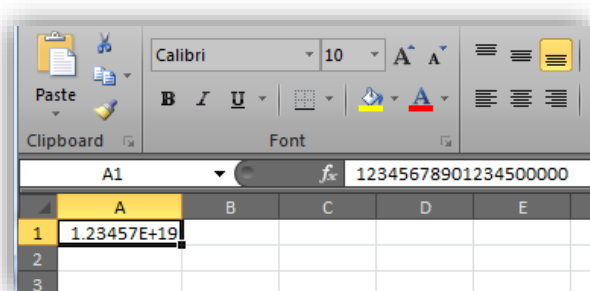 Calibri 10 A A
Paste B I U A
Clipboard Font
A1 fx 12345678901234500000
A B C D E
1 1.23457E+19
2
3